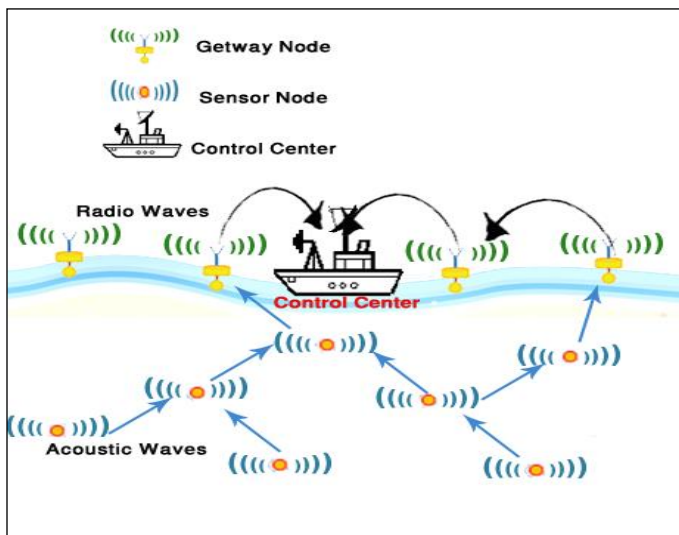 Getway Node
Sensor Node
Control Center
Radio Waves
Control Center
Acoustic Waves